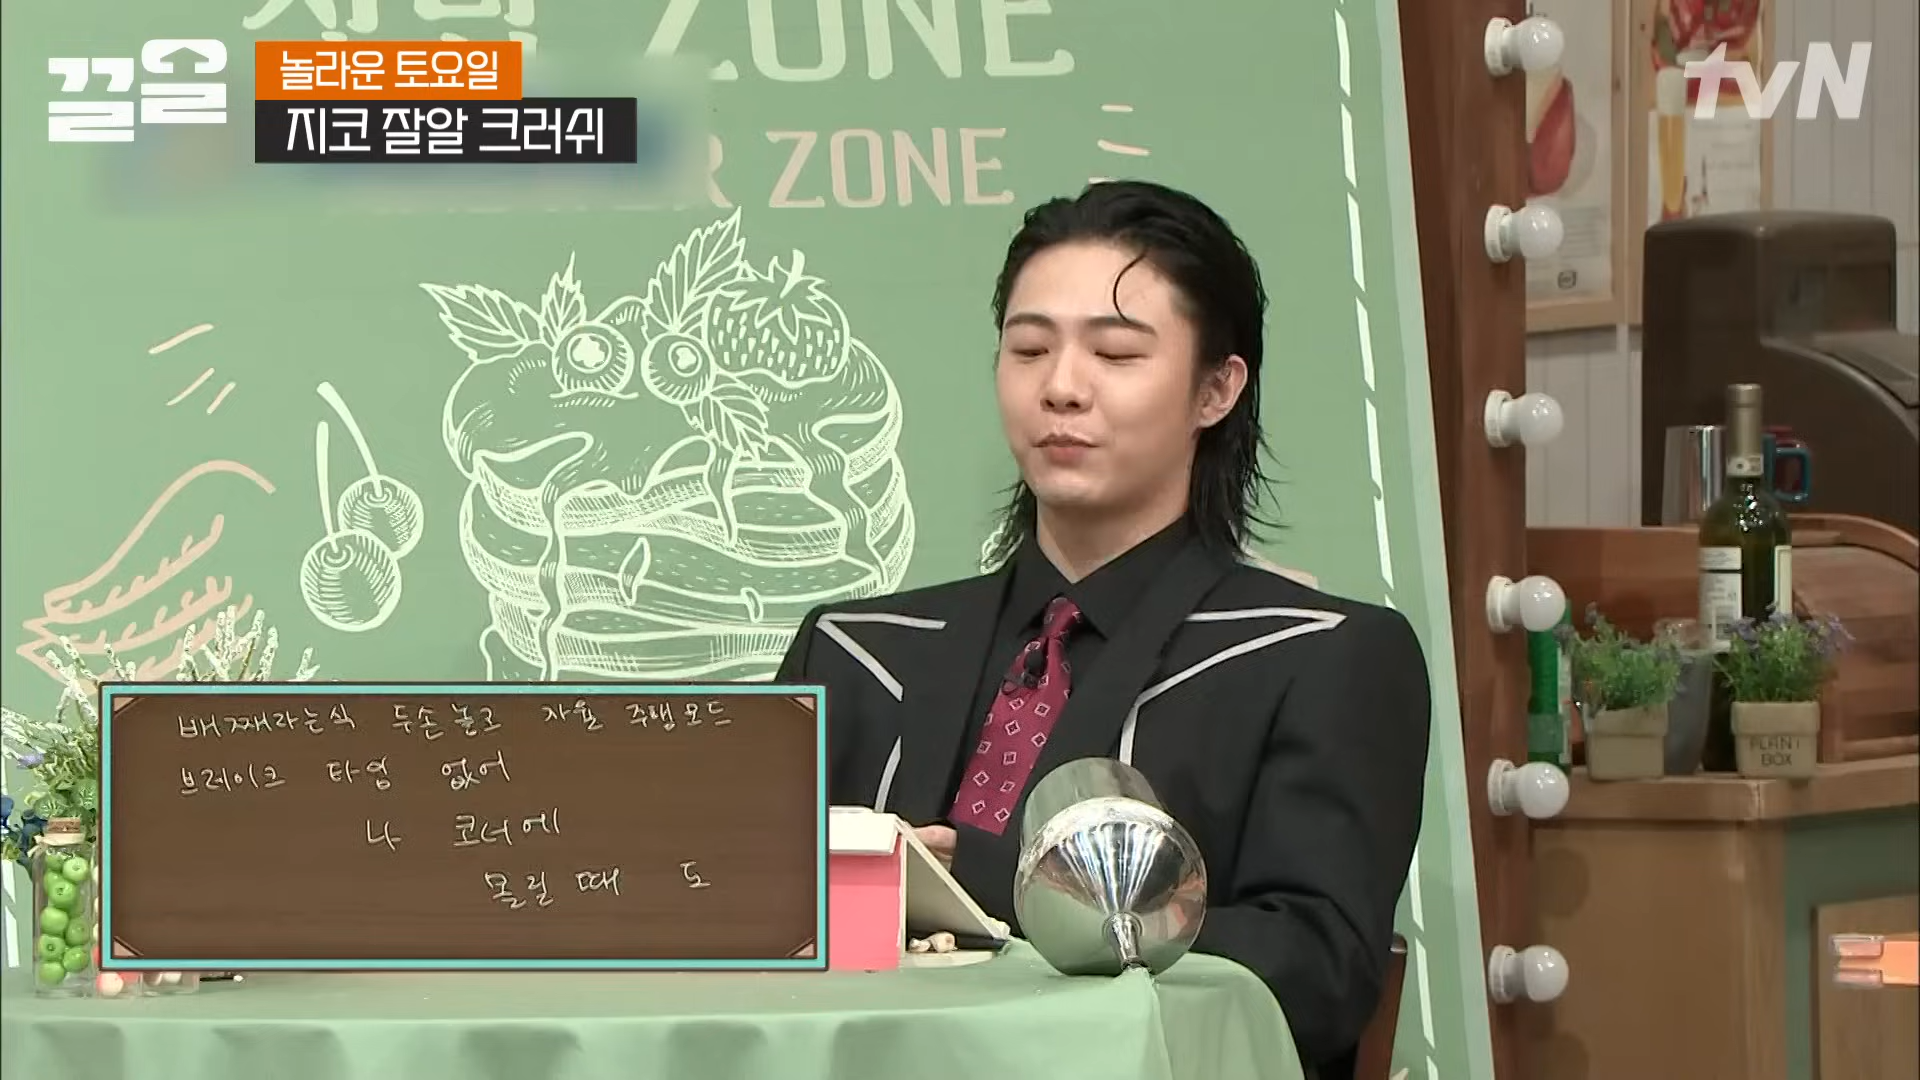 끌올
놀라운 토요일
지코 잘알 크러쉬
tvN
ZONE
R ZONE
배째라는식 두손놓고 자율 주행모드
브레이크 타임 없어
나 코너에
몰릴 때 도
PLANT
BOX